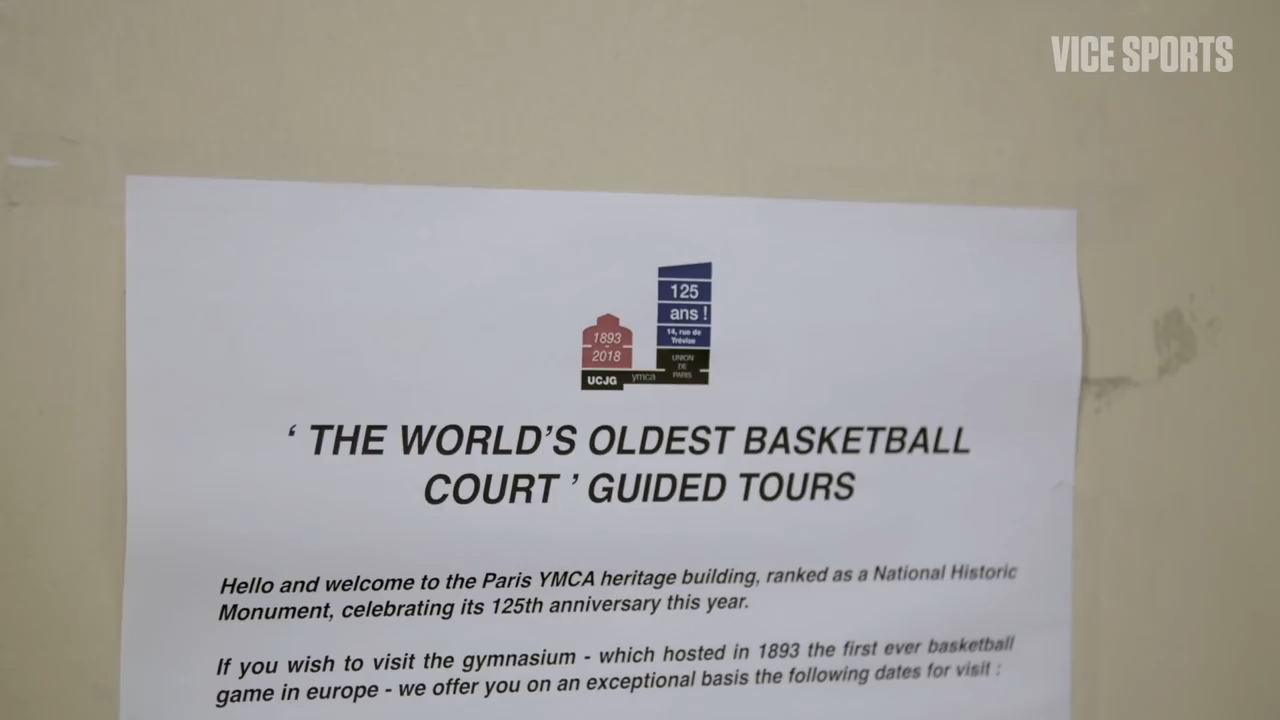 VICE SPORTS
125
ans !
14, rue de
Trévise
1893
2018
UNION
DE
PARIS
UCJG ymca
‘ THE WORLD’S OLDEST BASKETBALL
COURT ’ GUIDED TOURS
Hello and welcome to the Paris YMCA heritage building, ranked as a National Historic
Monument, celebrating its 125th anniversary this year.
If you wish to visit the gymnasium - which hosted in 1893 the first ever basketball
game in europe - we offer you on an exceptional basis the following dates for visit :